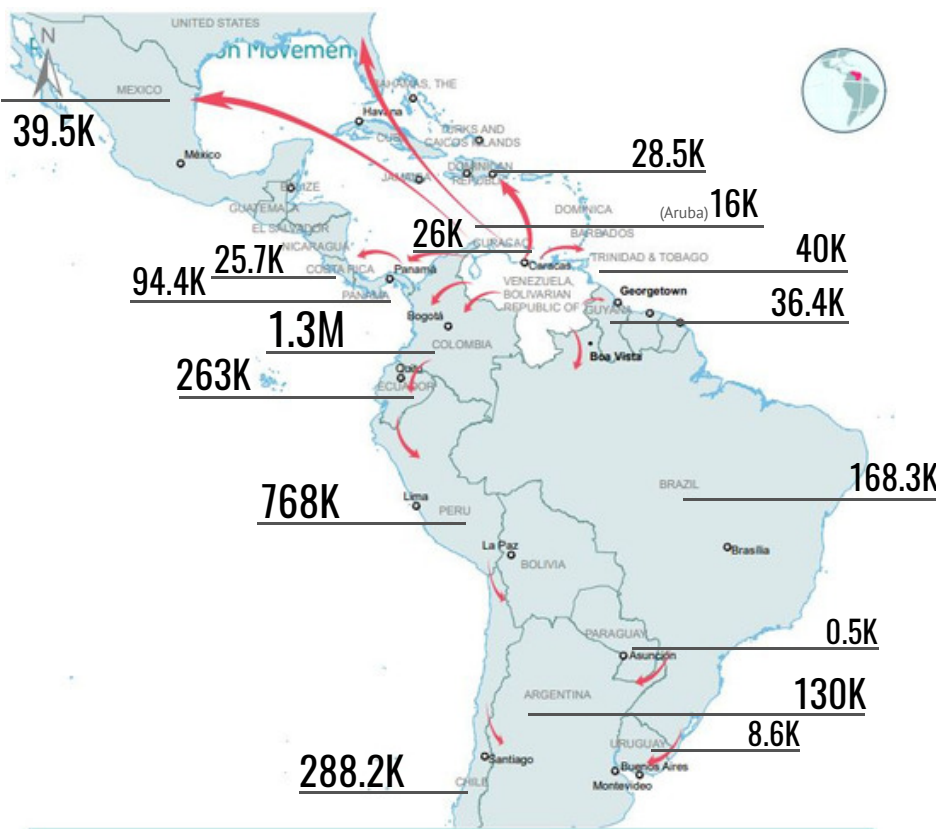 UNITED STATES
N
on Movemen
MEXICO
BAHAMAS, THE
39.5K
Havana
CUBA
TURKS AND
CAICOS ISLANDS
México
28.5K
DOMINICAN
REPUBLIC
JAMAICA
BELIZE
GUATEMALA
DOMINICA
(Aruba) 16K
EL SALVADOR
BARBADOS
26K
CURACAO
NICARAGUA
25.7K
COSTA RICA
Panamá
Caracas
TRINIDAD & TOBAGO
40K
94.4K
PANAMA
VENEZUELA,
BOLIVARIAN
REPUBLIC OF
Georgetown
GUYANA
36.4K
Bogotá
1.3M
COLOMBIA
Boa Vista
263K
Quito
ECUADOR
168.3K
BRAZIL
768K
Lima
PERU
La Paz
BOLIVIA
Brasília
PARAGUAY
0.5K
Asunción
ARGENTINA
130K
URUGUAY
8.6K
Santiago
Buenos Aires
Montevideo
288.2K
CHILE